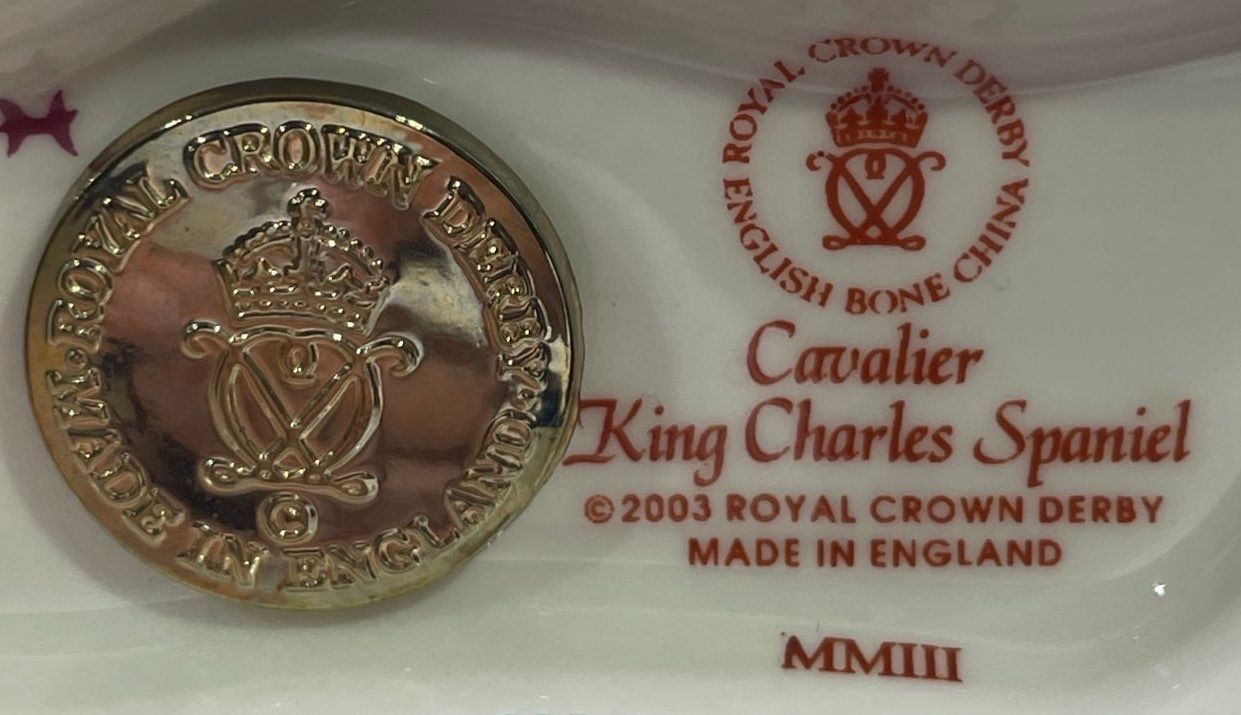 ROYAL CROWN DERBY
MADE IN ENGLAND
©
ROYAL CROWN DERBY
ENGLISH BONE CHINA
Cavalier
King Charles Spaniel
© 2003 ROYAL CROWN DERBY
MADE IN ENGLAND
MMIII